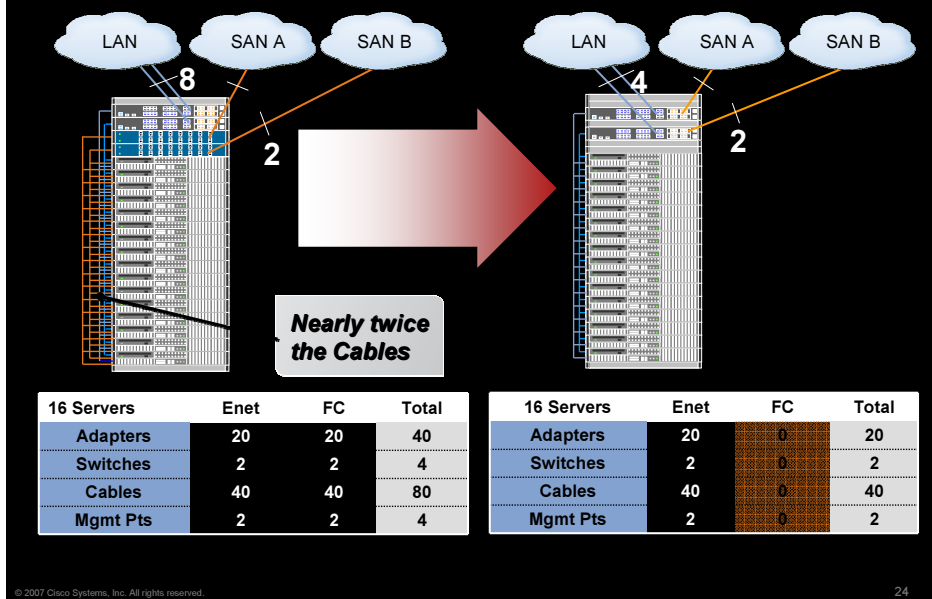 LAN SAN A SAN B
8
2
LAN SAN A SAN B
4
2
Nearly twice
the Cables
16 Servers Enet FC Total
Adapters 20 20 40
Switches 2 2 4
Cables 40 40 80
Mgmt Pts 2 2 4
16 Servers Enet FC Total
Adapters 20 0 20
Switches 2 0 2
Cables 40 0 40
Mgmt Pts 2 0 2
© 2007 Cisco Systems, Inc. All rights reserved. 24